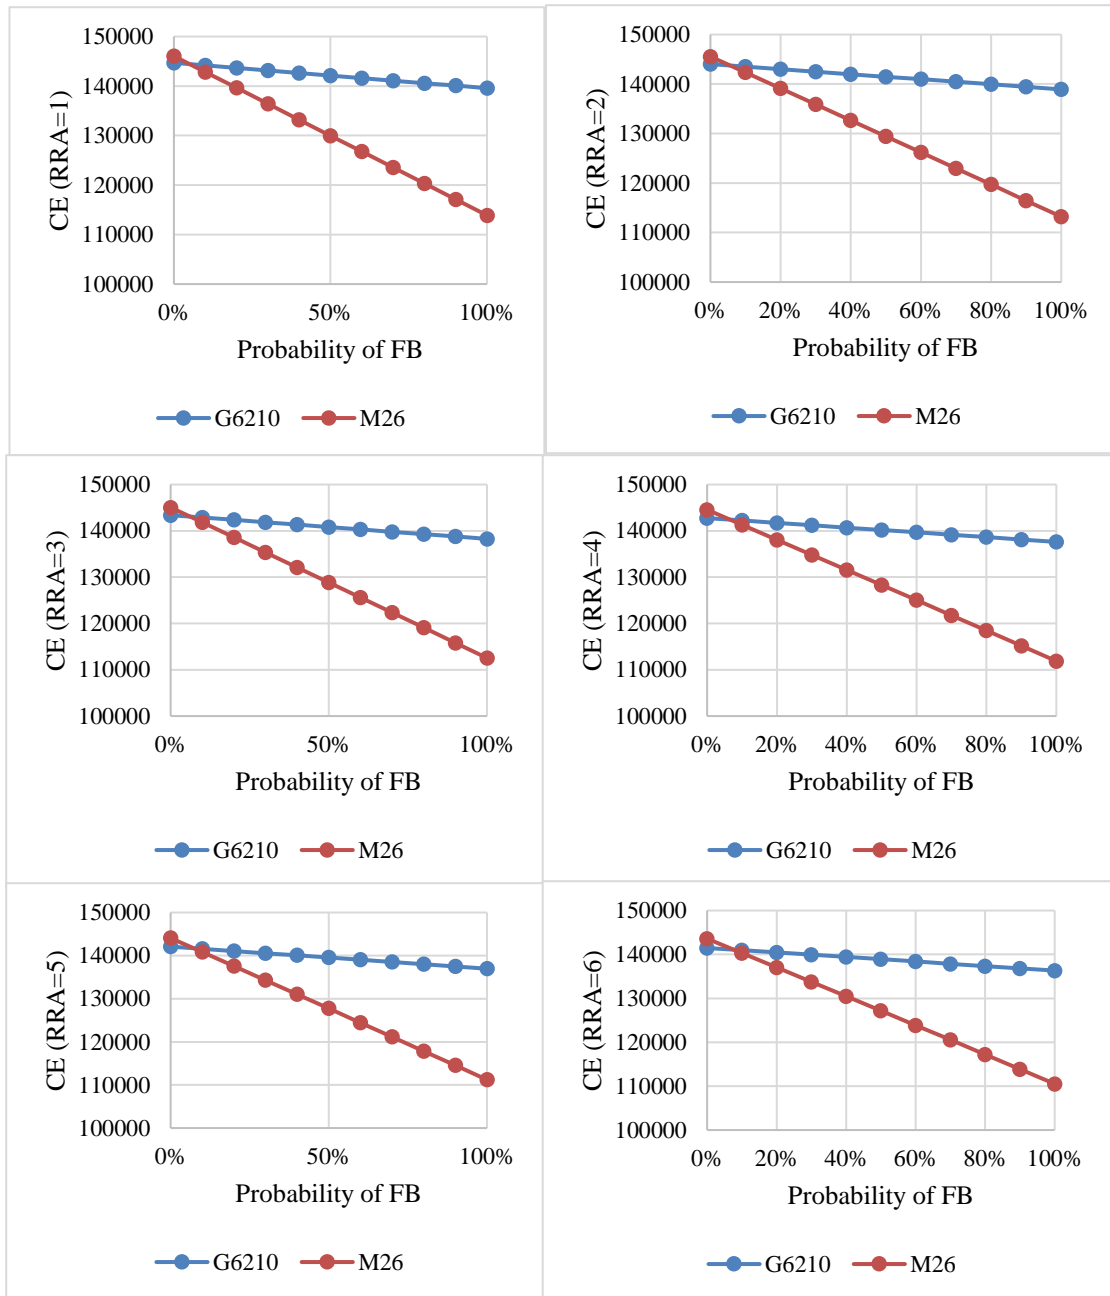 CE (RRA=1)
150000
140000
130000
120000
110000
100000
0%
50%
100%
Probability of FB
G6210
M26
CE (RRA=2)
150000
140000
130000
120000
110000
100000
0%
20%
40%
60%
80%
100%
Probability of FB
G6210
M26
CE (RRA=3)
150000
140000
130000
120000
110000
100000
0%
50%
100%
Probability of FB
G6210
M26
CE (RRA=4)
150000
140000
130000
120000
110000
100000
0%
20%
40%
60%
80%
100%
Probability of FB
G6210
M26
CE (RRA=5)
150000
140000
130000
120000
110000
100000
0%
50%
100%
Probability of FB
G6210
M26
CE (RRA=6)
150000
140000
130000
120000
110000
100000
0%
20%
40%
60%
80%
100%
Probability of FB
G6210
M26